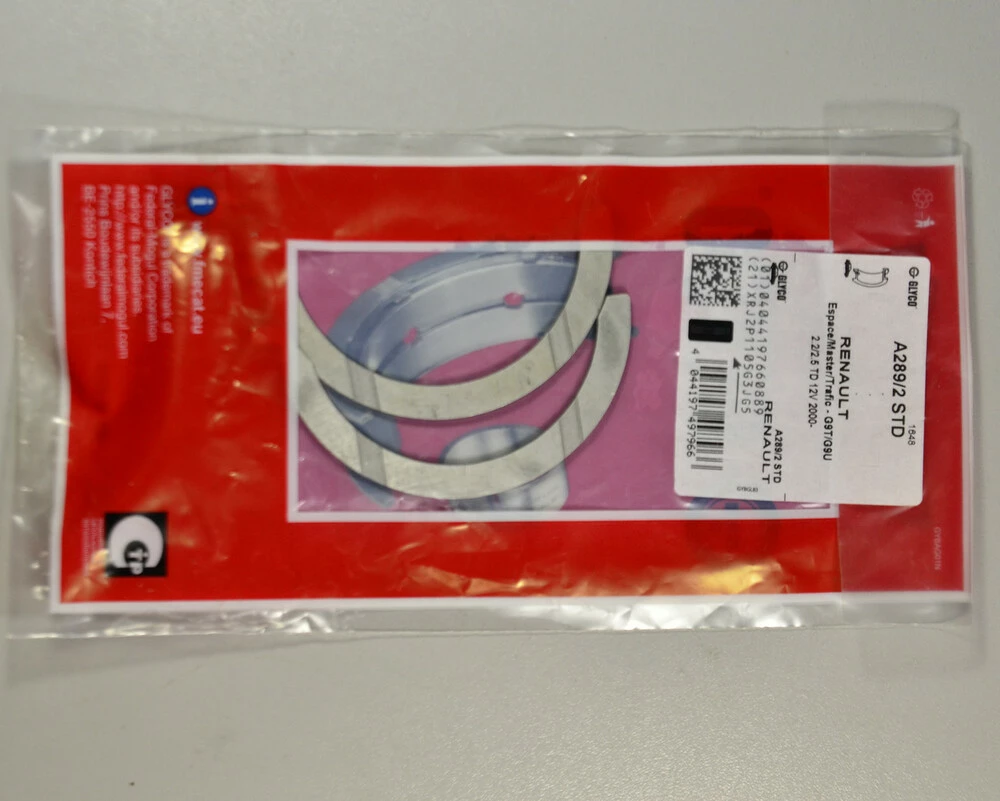 GLYCO
A289/2 STD
1648
RENAULT
Espace/Master/Trafic - G9T/G9U
2.2/2.5 TD 12V 2000-
GLYCO
A289/2 STD
RENAULT
(01)04044197660889
(21)XRJ2P1105G3JG5
4 044197 497966
i www.fmecat.eu
GLYCO is a trademark of
Federal Mogul Corporation
and/or its subsidiaries.
http://www.federalmogul.com
Prins Boudewijnlaan 7,
BE-2550 Kontich
GYBAG01N